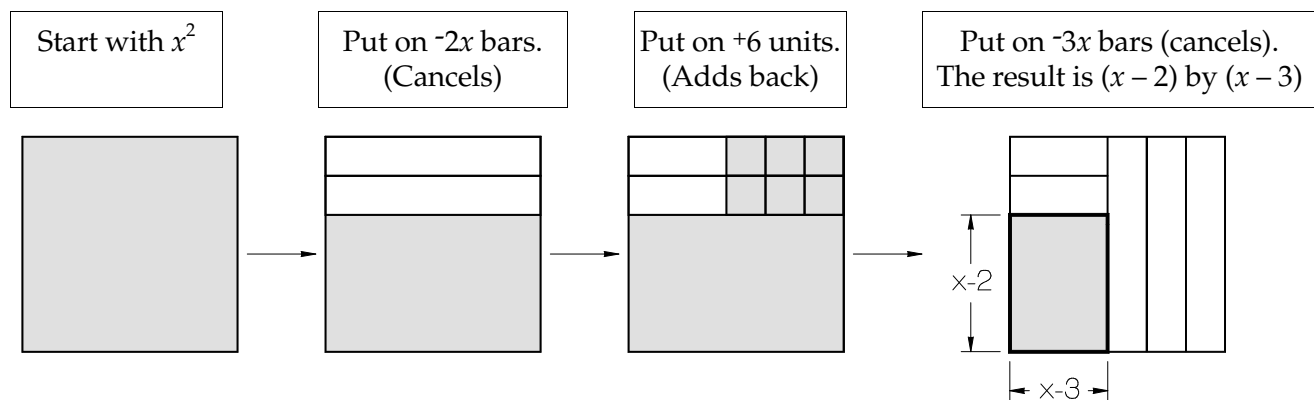 Start with x²
Put on ⁻2x bars.
(Cancels)
Put on ⁺6 units.
(Adds back)
Put on ⁻3x bars (cancels).
The result is (x – 2) by (x – 3)
x-2
x-3